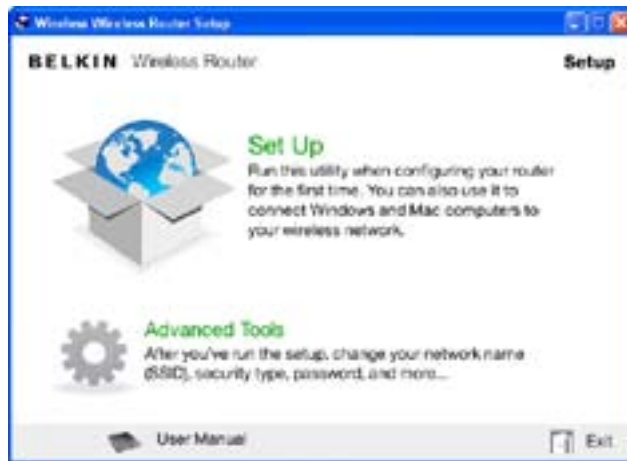 Wireless Wireless Router Setup
BELKIN Wireless Router
Setup
Set Up
Run this utility when configuring your router
for the first time. You can also use it to
connect Windows and Mac computers to
your wireless network.
Advanced Tools
After you've run the setup, change your network name
(SSID), security type, password, and more...
User Manual
Exit